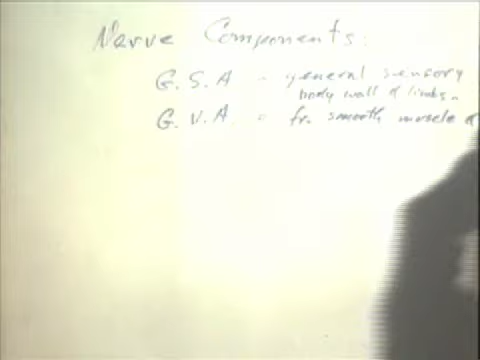 Nerve Components:
G.S.A - general sensory
body wall & limbs.
G.V.A. - fr. smooth muscle &